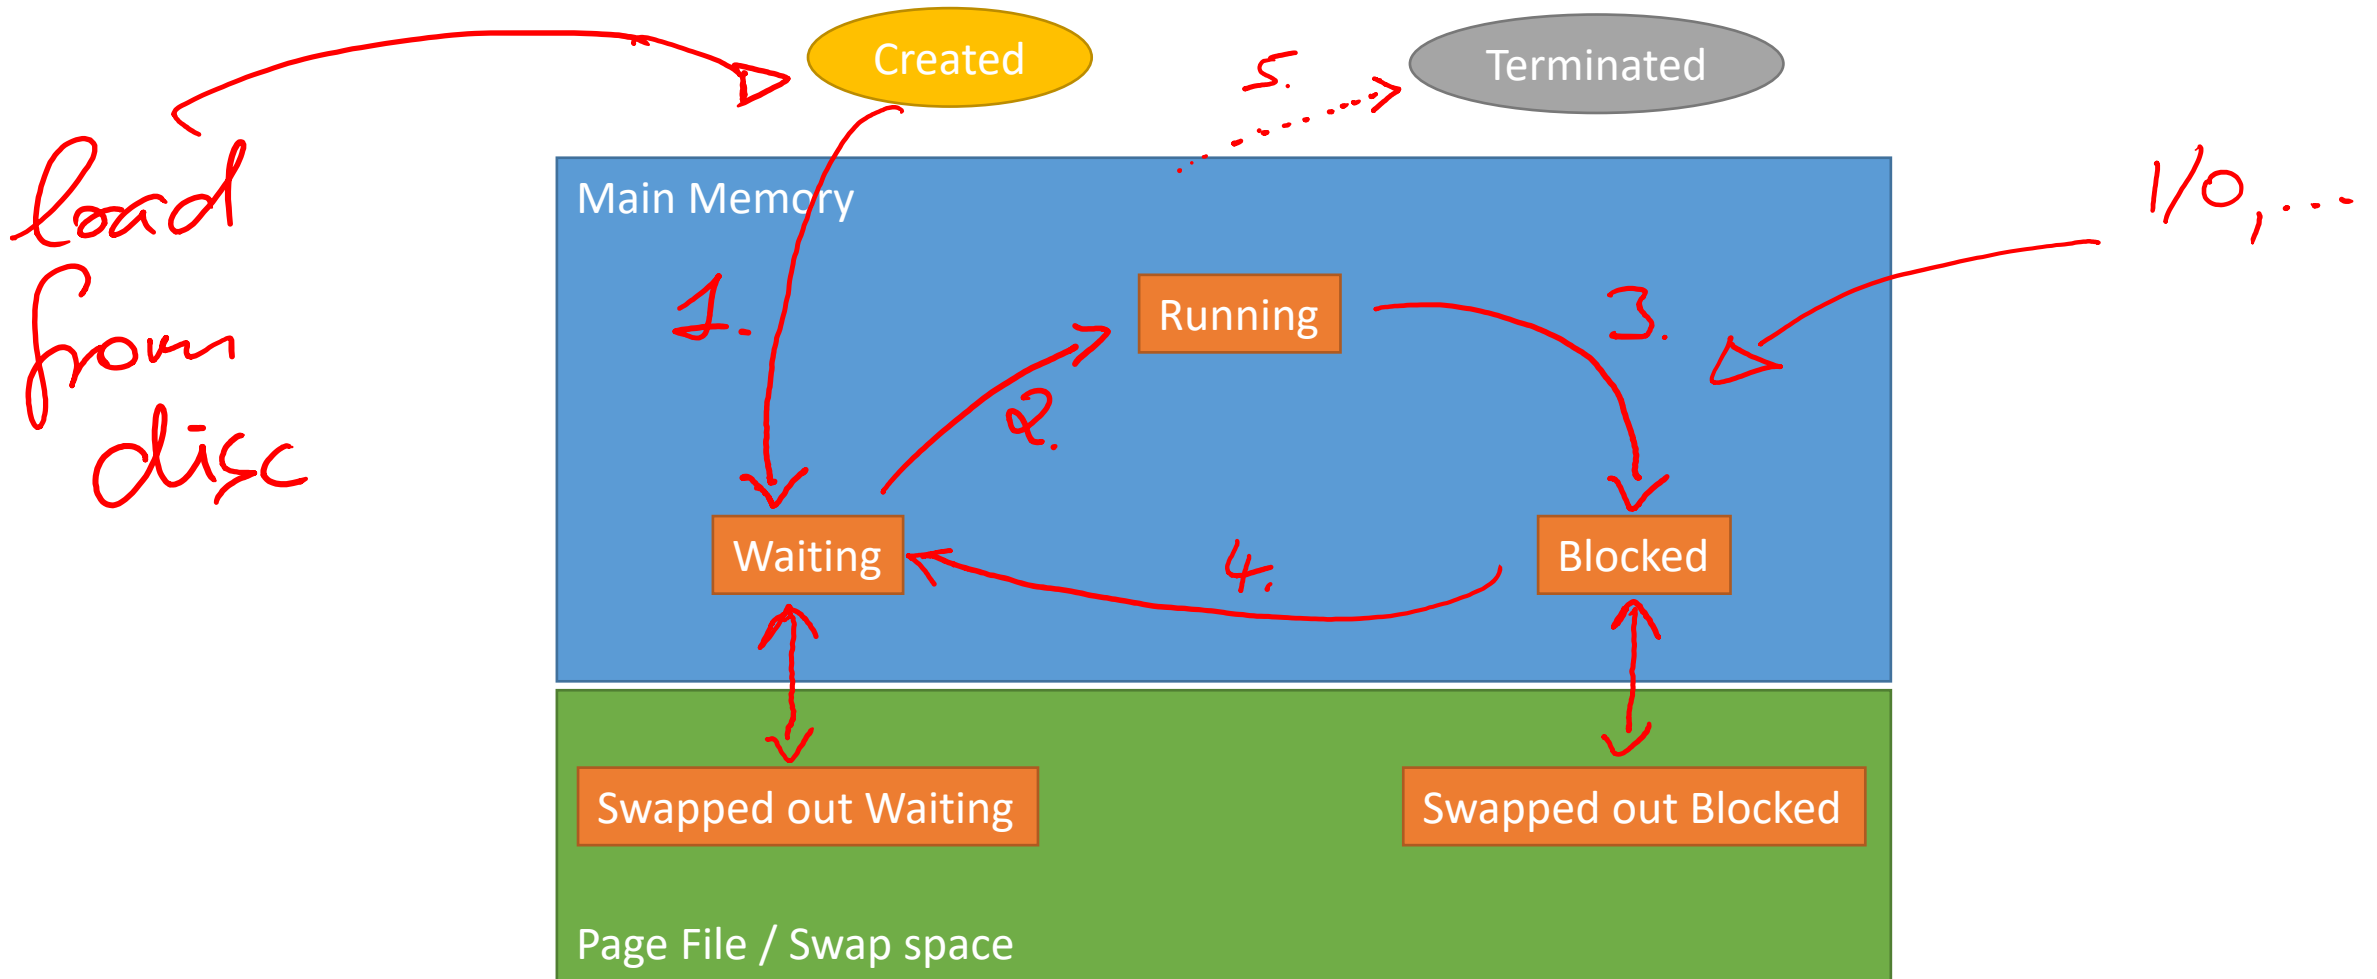 Created
Terminated
5.
load
from
disc
I/O, ...
Main Memory
1.
Running
3.
2.
Waiting
Blocked
4.
Swapped out Waiting
Swapped out Blocked
Page File / Swap space